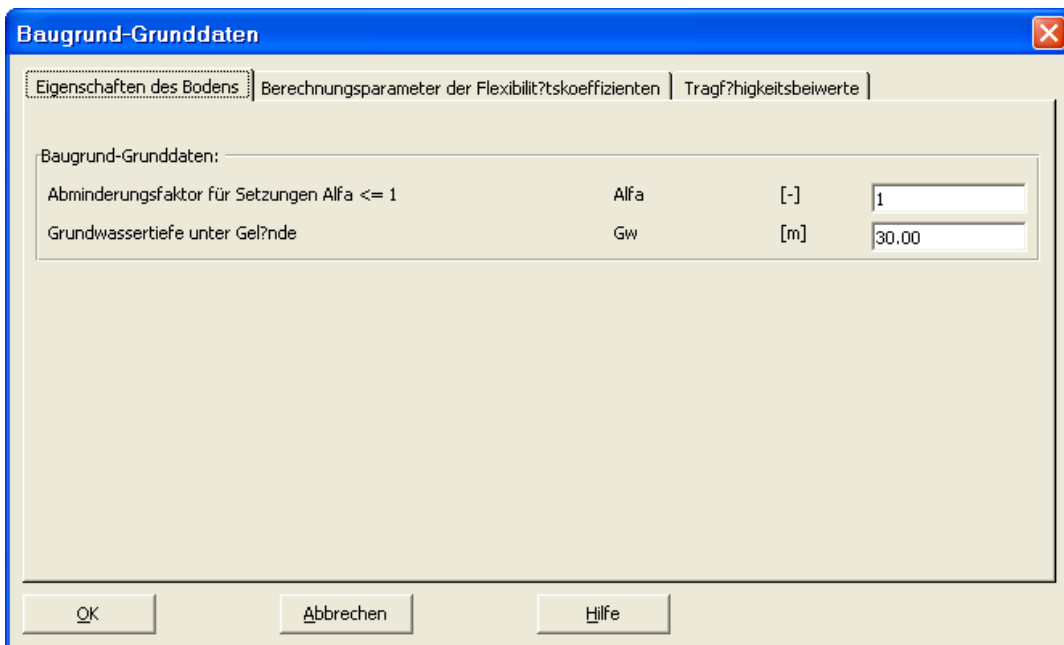 Baugrund-Grunddaten
Eigenschaften des Bodens Berechnungsparameter der Flexibilit?tskoeffizienten Tragf?higkeitsbeiwerte
Baugrund-Grunddaten:
Abminderungsfaktor für Setzungen Alfa <= 1 Alfa [-] 1
Grundwassertiefe unter Gel?nde Gw [m] 30.00
OK Abbrechen Hilfe